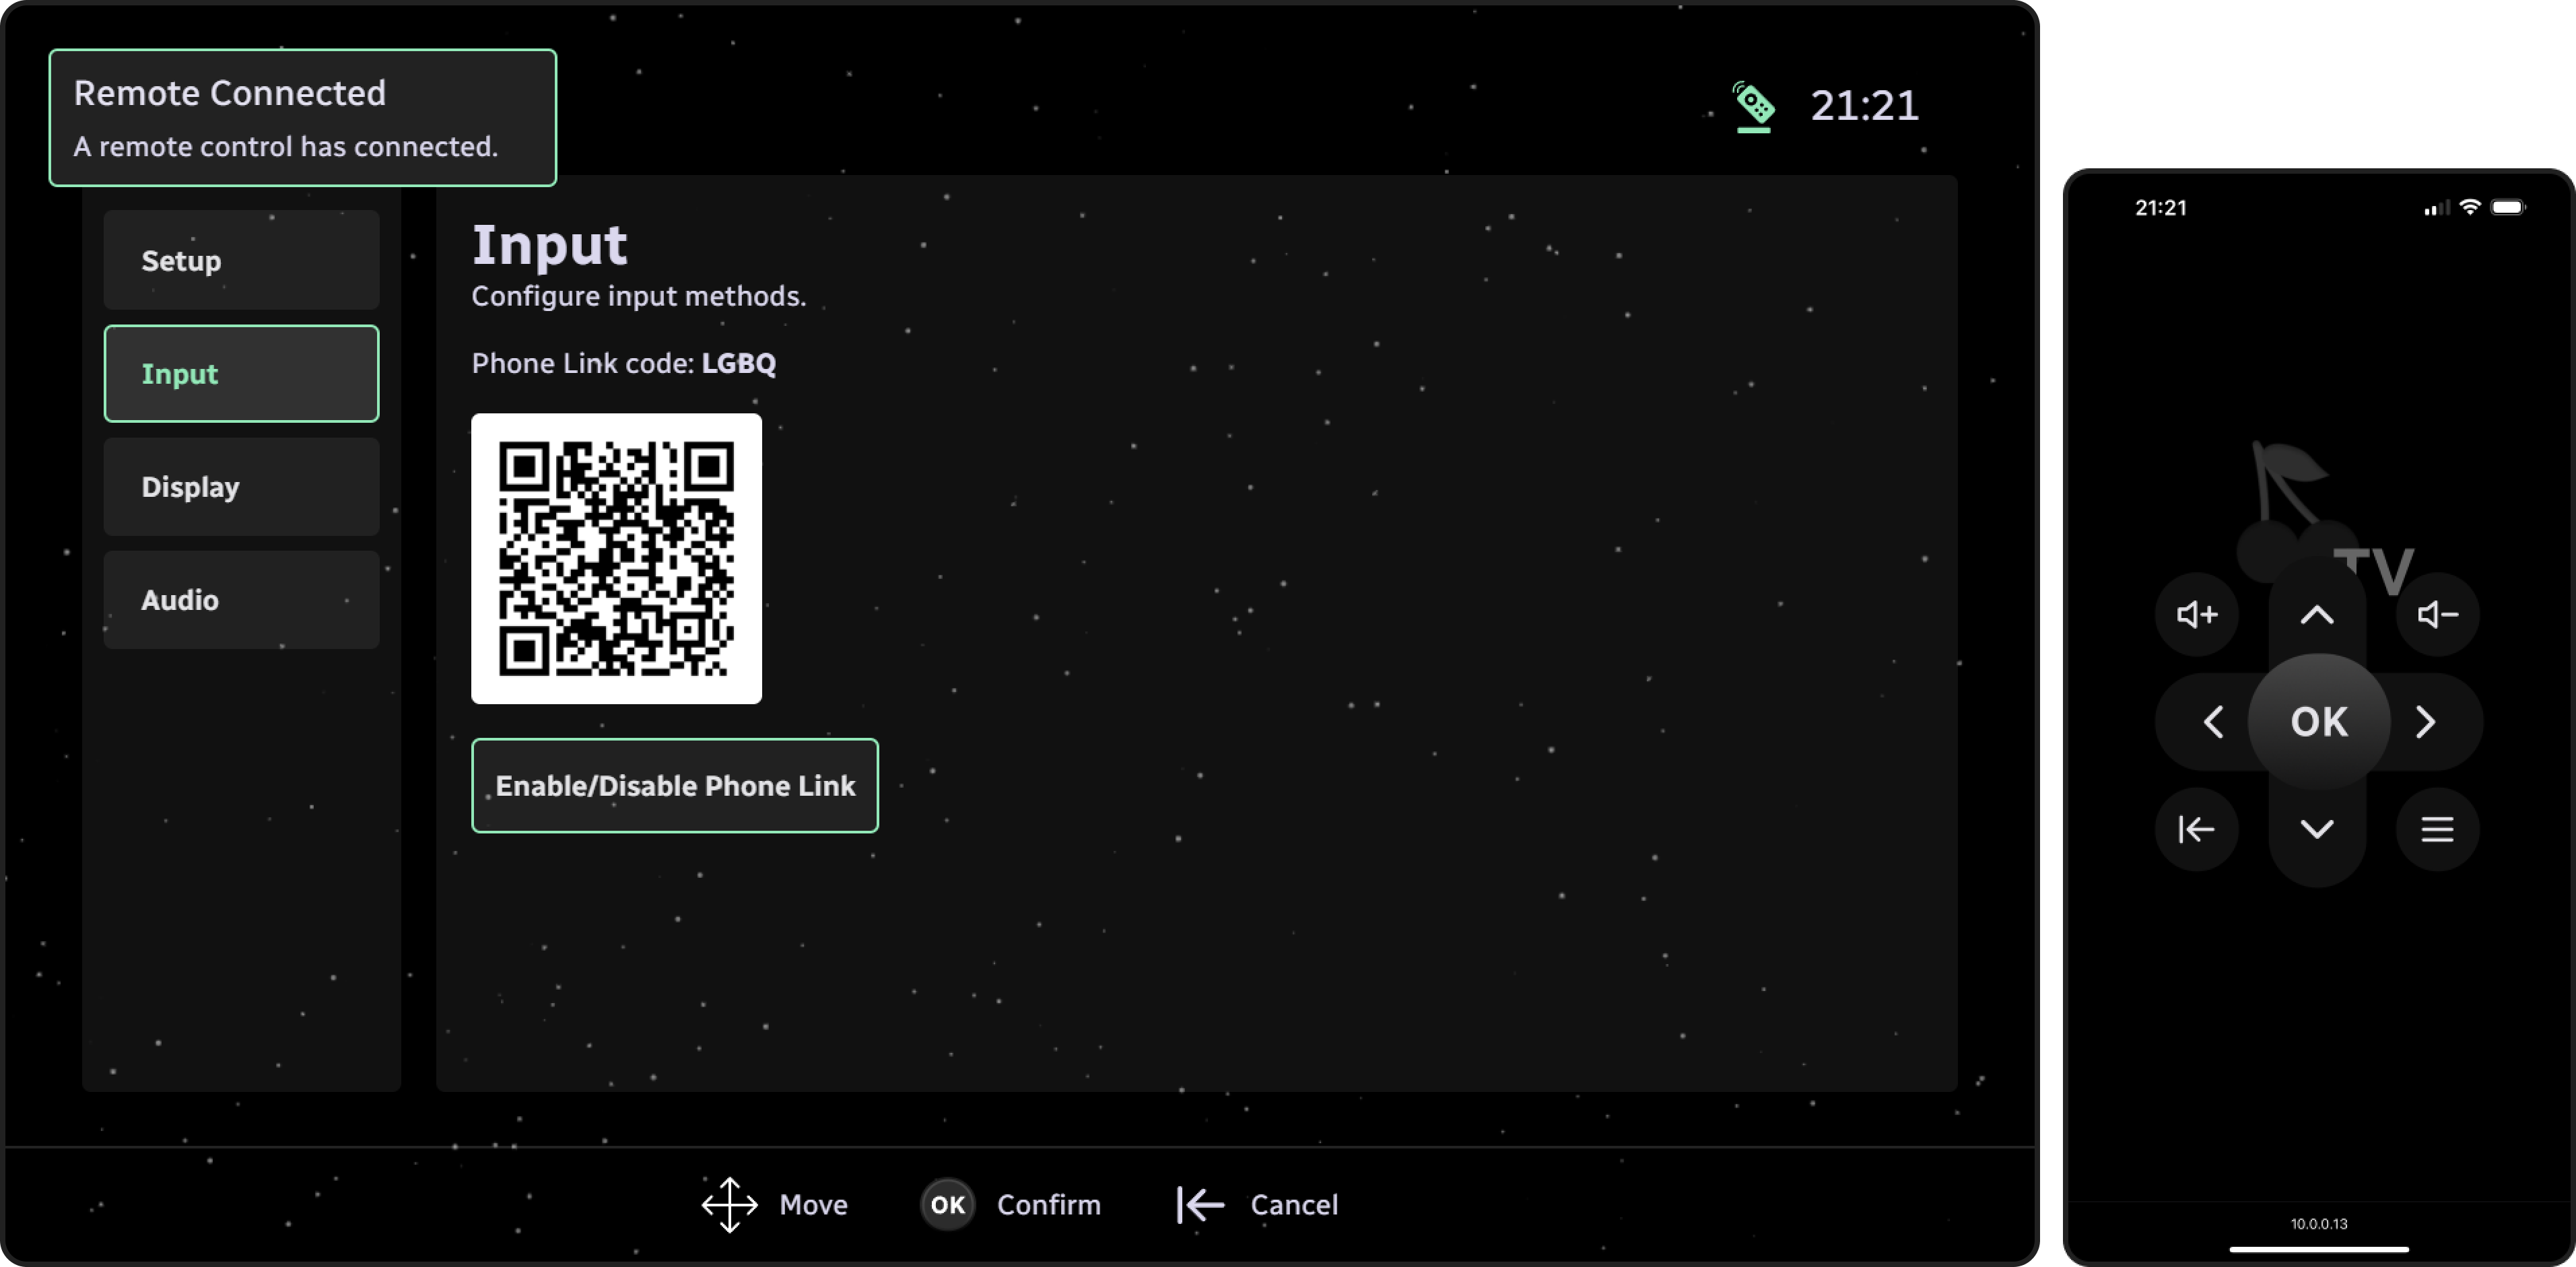 Remote Connected
A remote control has connected.
21:21
Setup
Input
Display
Audio
Input
Configure input methods.
Phone Link code: LGBQ
Enable/Disable Phone Link
Move
OK
Confirm
Cancel
21:21
TV
OK
10.0.0.13